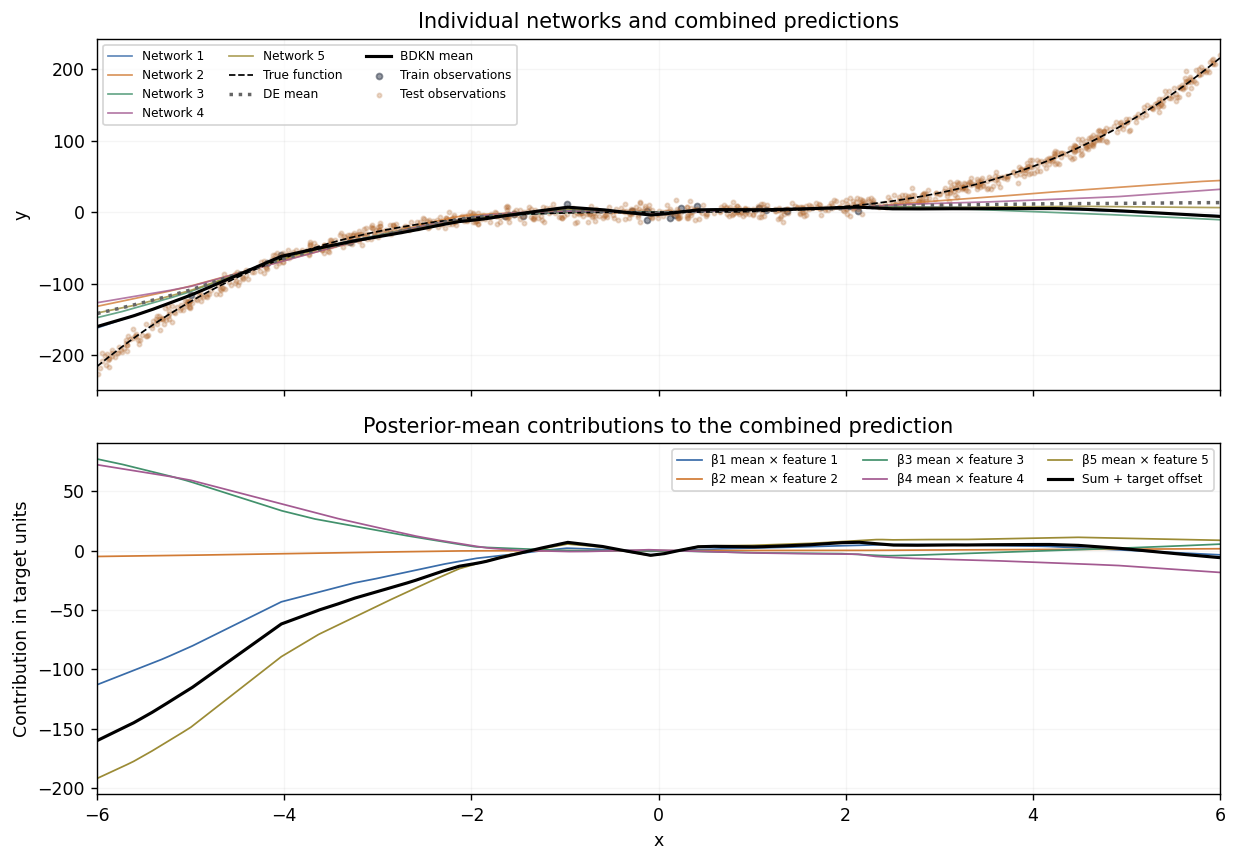 Individual networks and combined predictions
Network 1
Network 2
Network 3
Network 4
Network 5
True function
DE mean
BDKN mean
Train observations
Test observations
200
100
0
−100
−200
y
Posterior-mean contributions to the combined prediction
β1 mean × feature 1
β2 mean × feature 2
β3 mean × feature 3
β4 mean × feature 4
β5 mean × feature 5
Sum + target offset
50
0
−50
−100
−150
−200
Contribution in target units
−6 −4 −2 0 2 4 6
x